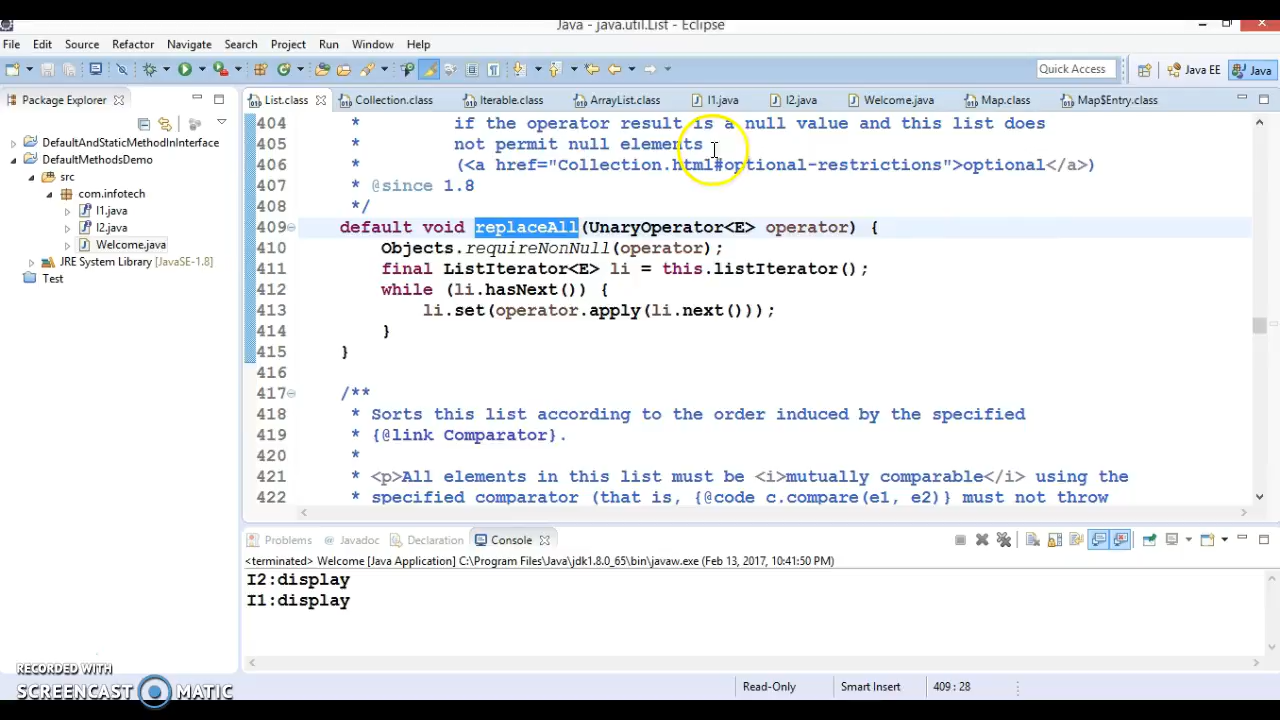 Java - java.util.List - Eclipse
File Edit Source Refactor Navigate Search Project Run Window Help
Quick Access Java EE Java
Package Explorer
DefaultAndStaticMethodInInterface
DefaultMethodsDemo
src
com.infotech
I1.java
I2.java
Welcome.java
JRE System Library [JavaSE-1.8]
Test
List.class Collection.class Iterable.class ArrayList.class I1.java I2.java Welcome.java Map.class Map$Entry.class
404 * if the operator result is a null value and this list does
405 * not permit null elements
406 * (<a href="Collection.html#optional-restrictions">optional</a>)
407 * @since 1.8
408 */
409 default void replaceAll(UnaryOperator<E> operator) {
410 Objects.requireNonNull(operator);
411 final ListIterator<E> li = this.listIterator();
412 while (li.hasNext()) {
413 li.set(operator.apply(li.next()));
414 }
415 }
416
417 /**
418 * Sorts this list according to the order induced by the specified
419 * {@link Comparator}.
420 *
421 * <p>All elements in this list must be <i>mutually comparable</i> using the
422 * specified comparator (that is, {@code c.compare(e1, e2)} must not throw
Problems Javadoc Declaration Console
<terminated> Welcome [Java Application] C:\Program Files\Java\jdk1.8.0_65\bin\javaw.exe (Feb 13, 2017, 10:41:50 PM)
I2:display
I1:display
RECORDED WITH
SCREENCAST MATIC
Read-Only Smart Insert 409 : 28